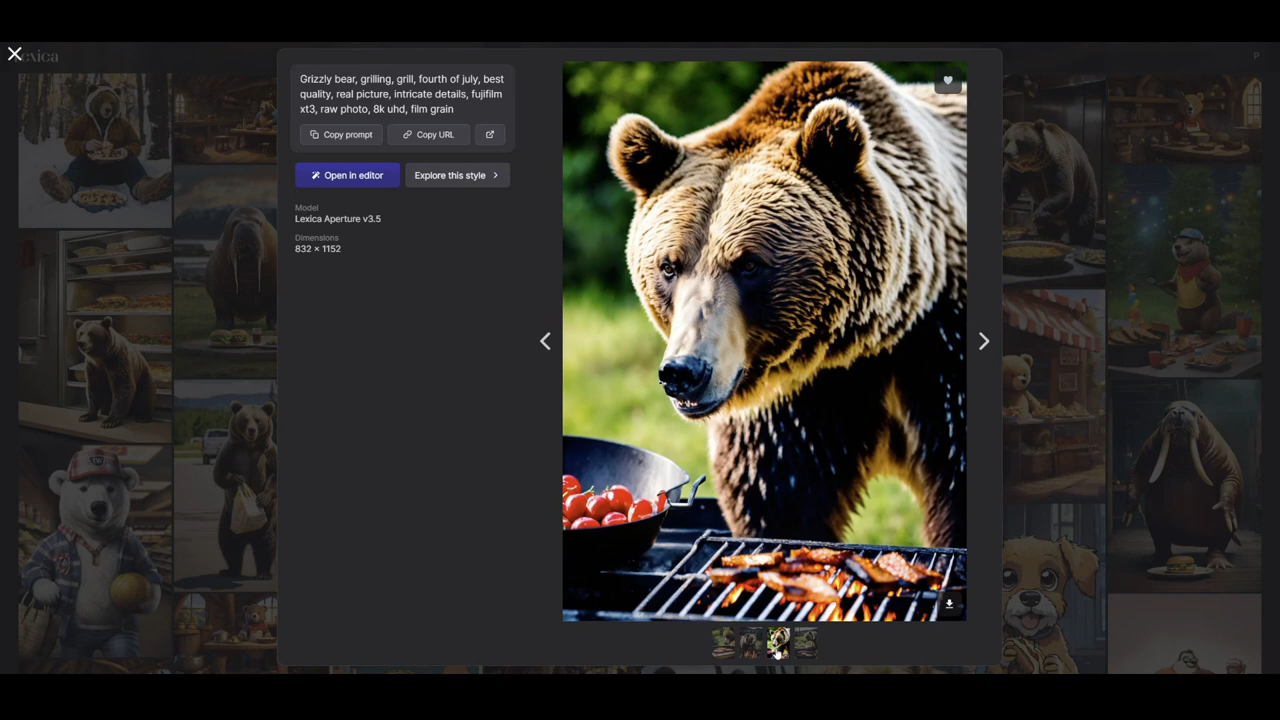 Lexica
P
Grizzly bear, grilling, grill, fourth of july, best
quality, real picture, intricate details, fujifilm
xt3, raw photo, 8k uhd, film grain
Copy prompt
Copy URL
Open in editor
Explore this style
Model
Lexica Aperture v3.5
Dimensions
832 × 1152